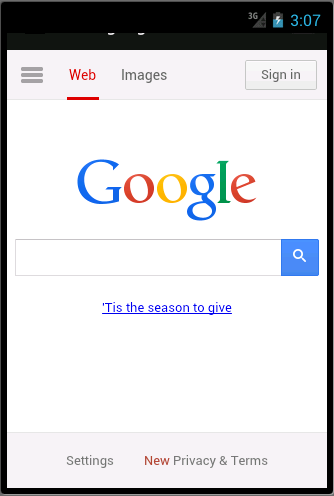 3G 3:07
Web Images Sign in
Google
'Tis the season to give
Settings New Privacy & Terms